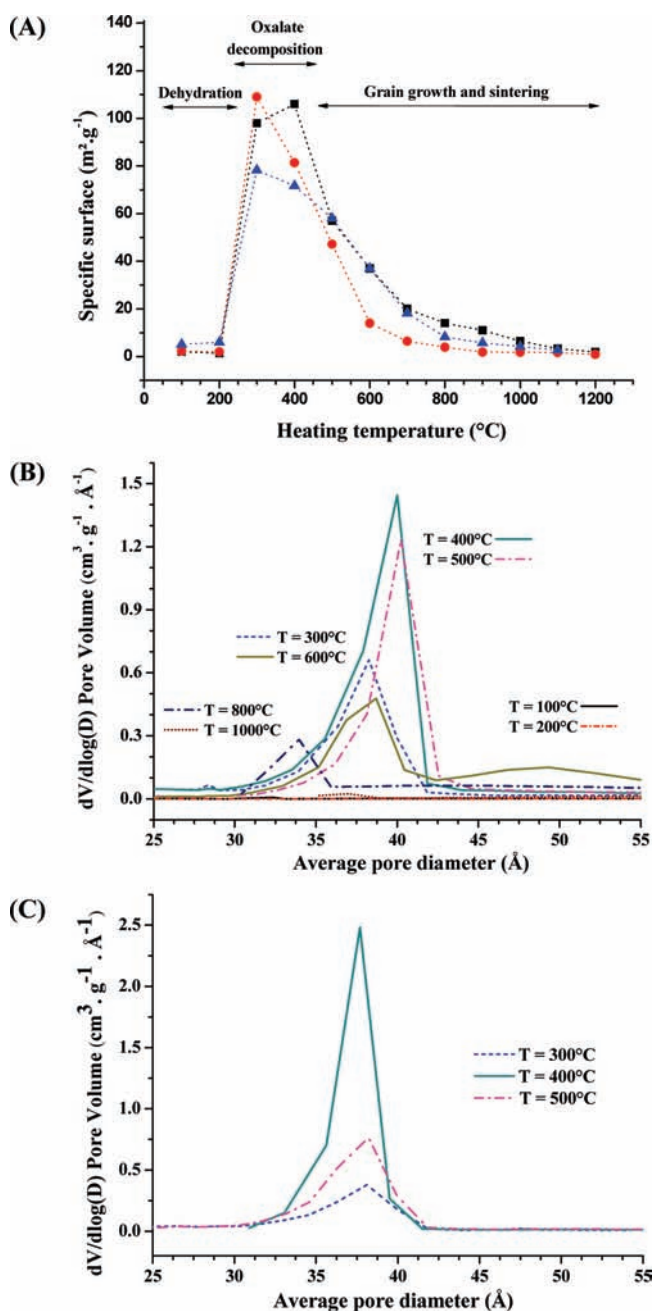 (A)
Oxalate
decomposition
Dehydration
Grain growth and sintering
Specific surface (m²·g⁻¹)
140
120
100
80
60
40
20
0
0 200 400 600 800 1000 1200
Heating temperature (°C)
(B)
dV/dlog(D) Pore Volume (cm³ . g⁻¹ . Å⁻¹)
1.5
1.2
0.9
0.6
0.3
0.0
T = 400°C
T = 500°C
T = 300°C
T = 600°C
T = 800°C
T = 1000°C
T = 100°C
T = 200°C
25 30 35 40 45 50 55
Average pore diameter (Å)
(C)
dV/dlog(D) Pore Volume (cm³ . g⁻¹ . Å⁻¹)
2.5
2.0
1.5
1.0
0.5
0.0
T = 300°C
T = 400°C
T = 500°C
25 30 35 40 45 50 55
Average pore diameter (Å)